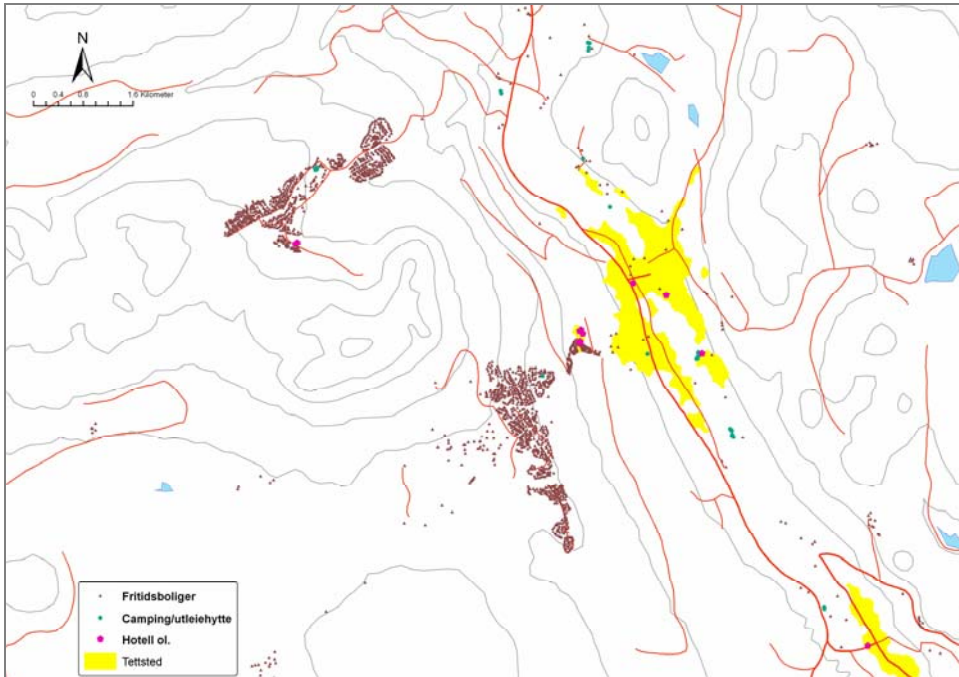 N
0 0.4 0.8 1.6 Kilometer
Fritidsboliger
Camping/utleiehytte
Hotell ol.
Tettsted